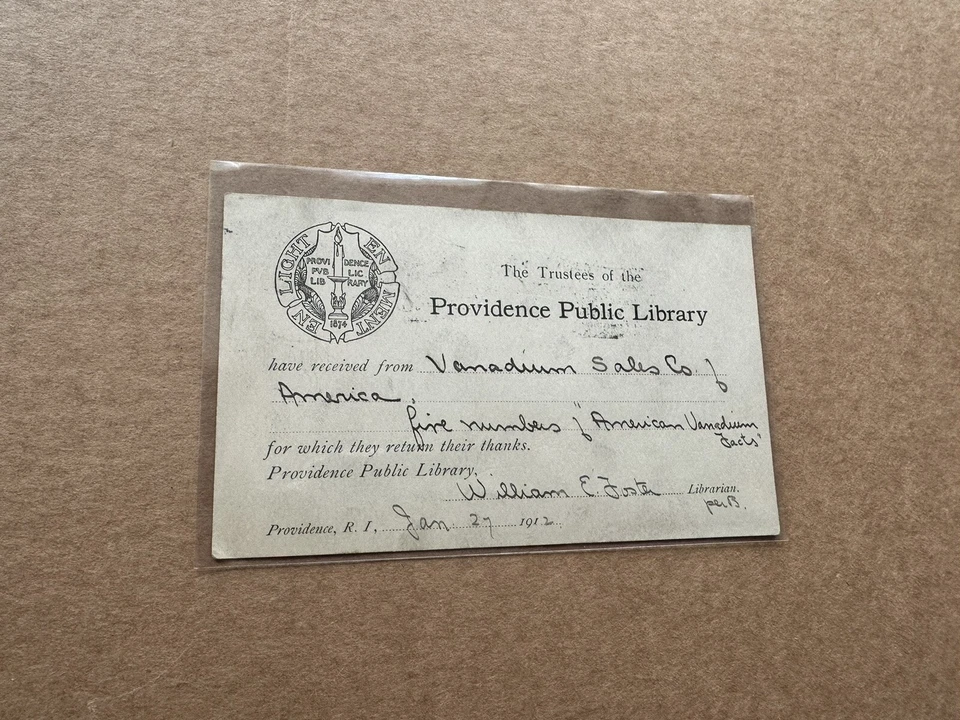 EN LIGHT EN MENT
PROVI DENCE
PVB LIC
LIB RARY
1874
The Trustees of the
Providence Public Library
have received from Vanadium Sales Co. of
America,
five numbers of "American Vanadium
Facts"
for which they return their thanks.
Providence Public Library,
William E Foster Librarian.
per B.
Providence, R. I., Jan 27 1912